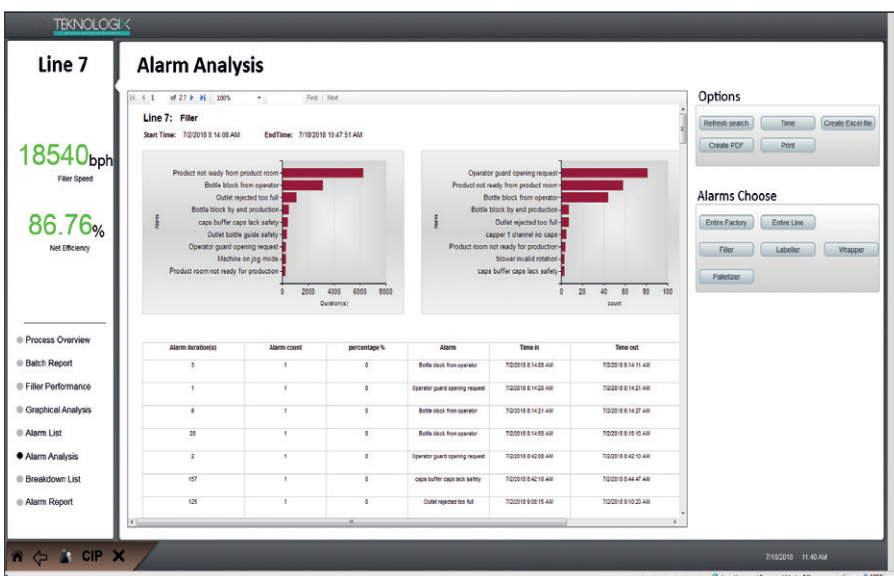 TEKNOLOGIX
Line 7
18540bph
Filler Speed
86.76%
Net Efficiency
Process Overview
Batch Report
Filler Performance
Graphical Analysis
Alarm List
Alarm Analysis
Breakdown List
Alarm Report
Alarm Analysis
1 of 27 100% Find | Next
Line 7: Filler
Start Time: 7/2/2018 8:14:08 AM EndTime: 7/18/2018 10:47:51 AM
Alarms
Product not ready from product room
Bottle block from operator
Outlet rejected too full
Bottle block by end production
caps buffer caps lack safety
Outlet bottle guide safety
Operator guard opening request
Machine on jog mode
Product room not ready for production
0 2000 4000 6000 8000
Duration(s)
Alarms
Operator guard opening request
Product not ready from product room
Bottle block from operator
Bottle block by end production
Outlet rejected too full
capper 1 channel no caps
Product room not ready for production
blower invalid rotation
caps buffer caps lack safety
0 20 40 60 80 100
count
Alarm duration(s) Alarm count percentage % Alarm Time in Time out
3 1 0 Bottle block from operator 7/2/2018 8:14:08 AM 7/2/2018 8:14:11 AM
1 1 0 Operator guard opening request 7/2/2018 8:14:20 AM 7/2/2018 8:14:21 AM
6 1 0 Bottle block from operator 7/2/2018 8:14:21 AM 7/2/2018 8:14:27 AM
20 1 0 Bottle block from operator 7/2/2018 8:14:50 AM 7/2/2018 8:15:10 AM
2 1 0 Operator guard opening request 7/2/2018 8:42:08 AM 7/2/2018 8:42:10 AM
157 1 0 caps buffer caps lack safety 7/2/2018 8:42:10 AM 7/2/2018 8:44:47 AM
125 1 0 Outlet rejected too full 7/2/2018 9:08:15 AM 7/2/2018 9:10:20 AM
Options
Refresh search Time Create Excel file
Create PDF Print
Alarms Choose
Entire Factory Entire Line
Filler Labeller Wrapper
Palletizer
CIP
7/18/2018 11:40 AM